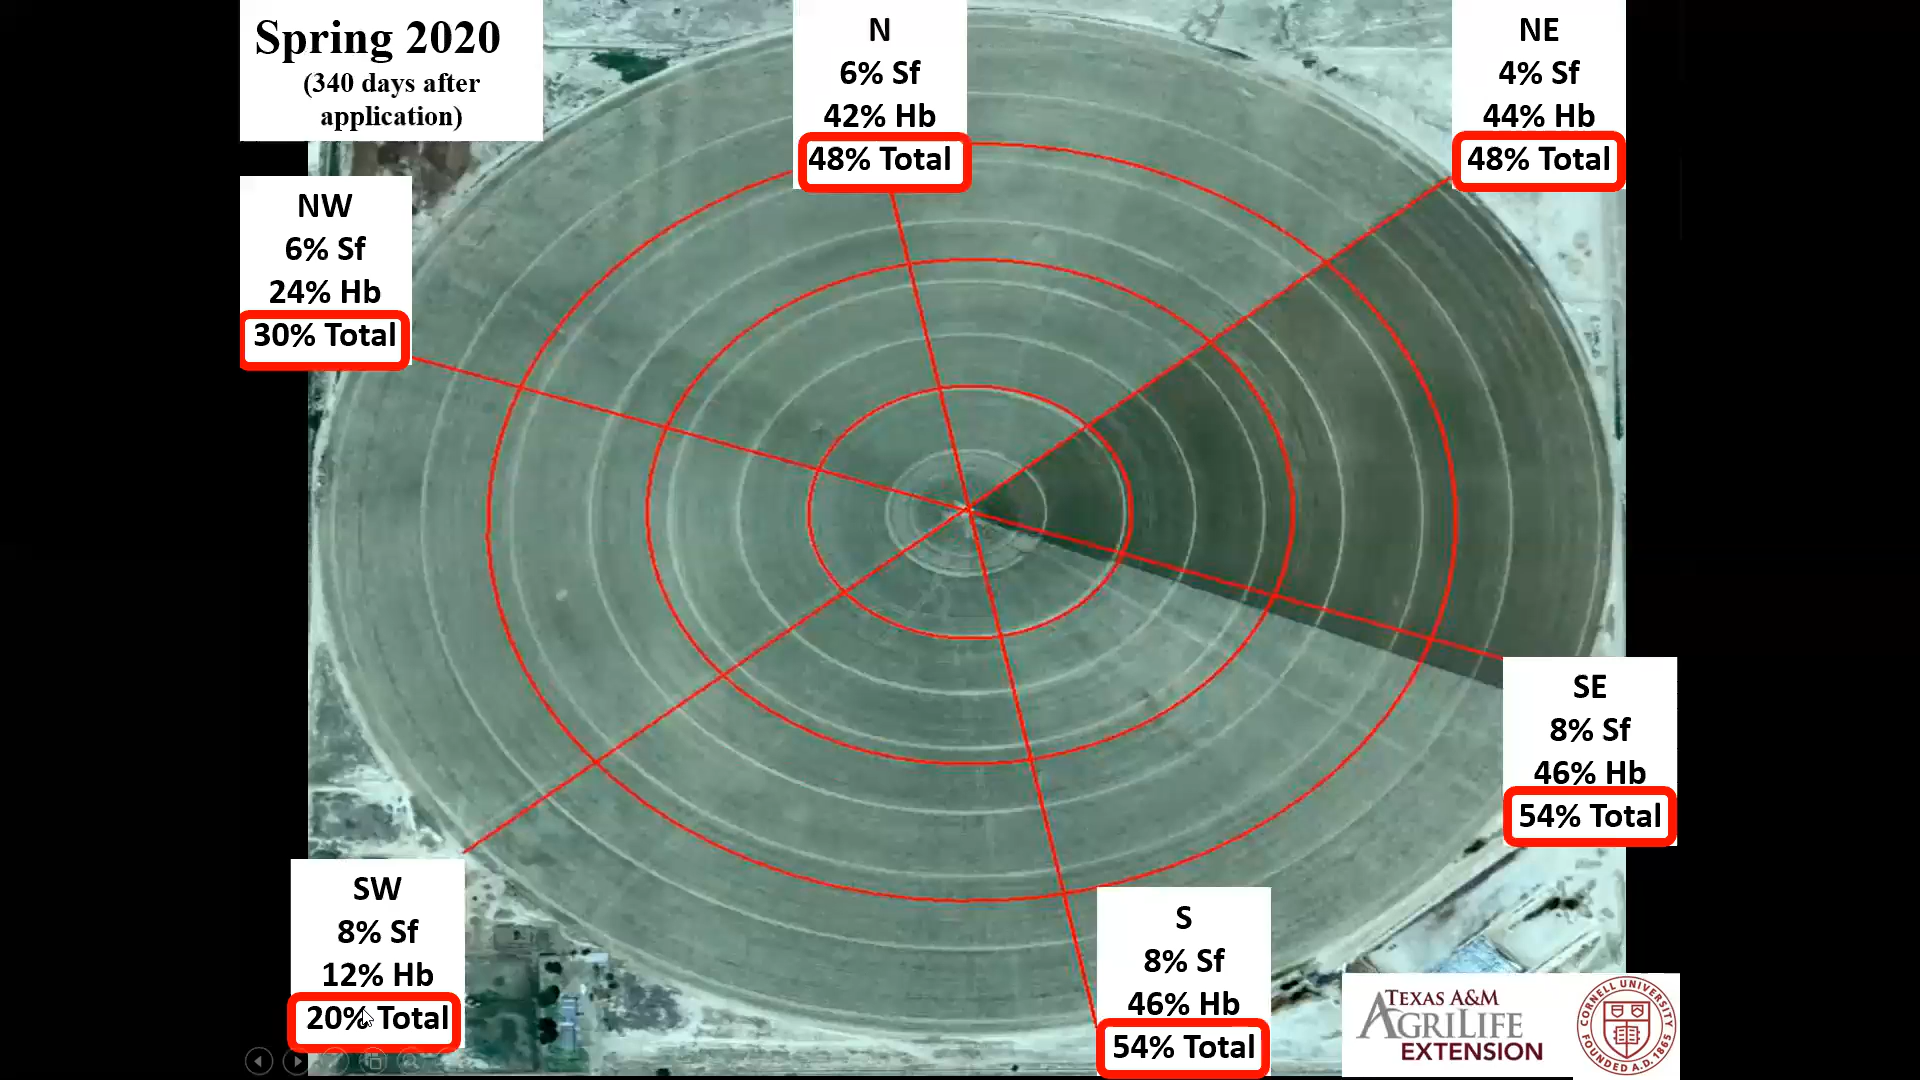 Spring 2020
(340 days after
application)
N
6% Sf
42% Hb
48% Total
NE
4% Sf
44% Hb
48% Total
NW
6% Sf
24% Hb
30% Total
SE
8% Sf
46% Hb
54% Total
SW
8% Sf
12% Hb
20% Total
S
8% Sf
46% Hb
54% Total
TEXAS A&M
AGRILIFE
EXTENSION
CORNELL UNIVERSITY
FOUNDED A.D. 1865